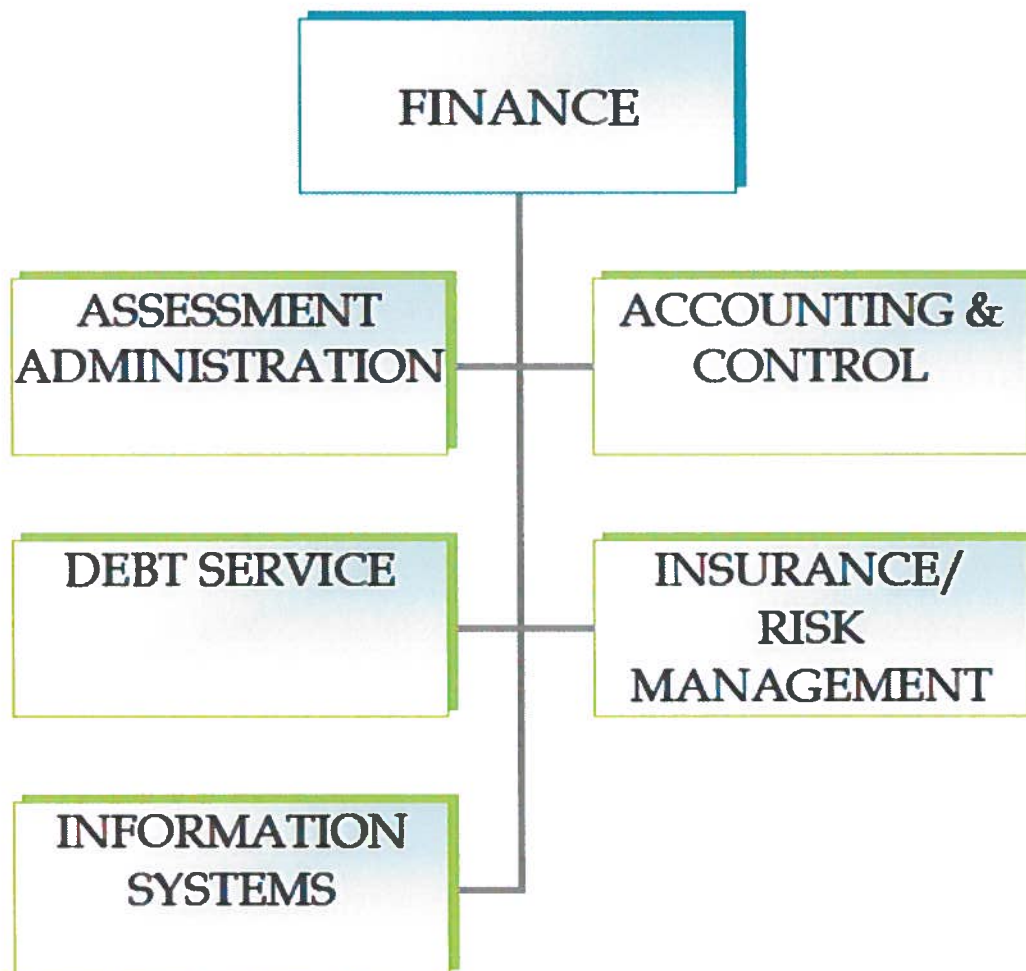 FINANCE
ASSESSMENT
ADMINISTRATION
ACCOUNTING &
CONTROL
DEBT SERVICE
INSURANCE/
RISK
MANAGEMENT
INFORMATION
SYSTEMS